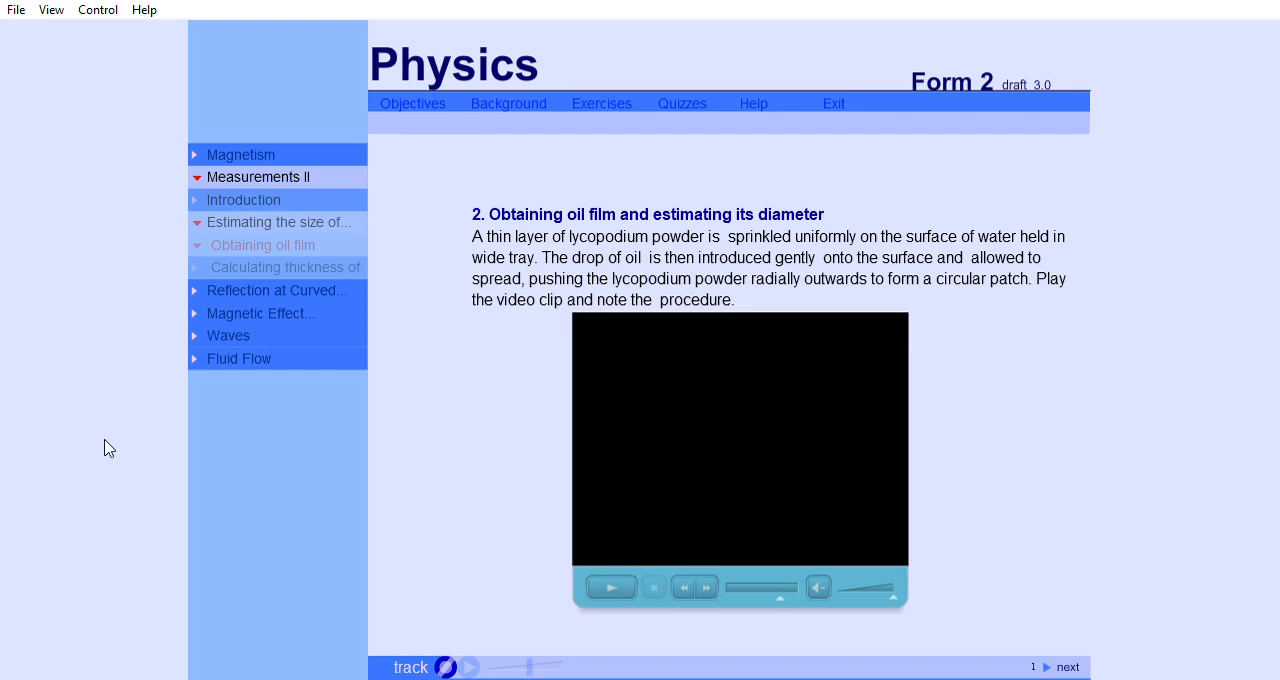 File View Control Help
Physics
Form 2 draft 3.0
Objectives Background Exercises Quizzes Help Exit
Magnetism
Measurements II
Introduction
Estimating the size of...
Obtaining oil film
Calculating thickness of.
Reflection at Curved...
Magnetic Effect...
Waves
Fluid Flow
2. Obtaining oil film and estimating its diameter
A thin layer of lycopodium powder is sprinkled uniformly on the surface of water held in
wide tray. The drop of oil is then introduced gently onto the surface and allowed to
spread, pushing the lycopodium powder radially outwards to form a circular patch. Play
the video clip and note the procedure.
track
1 next